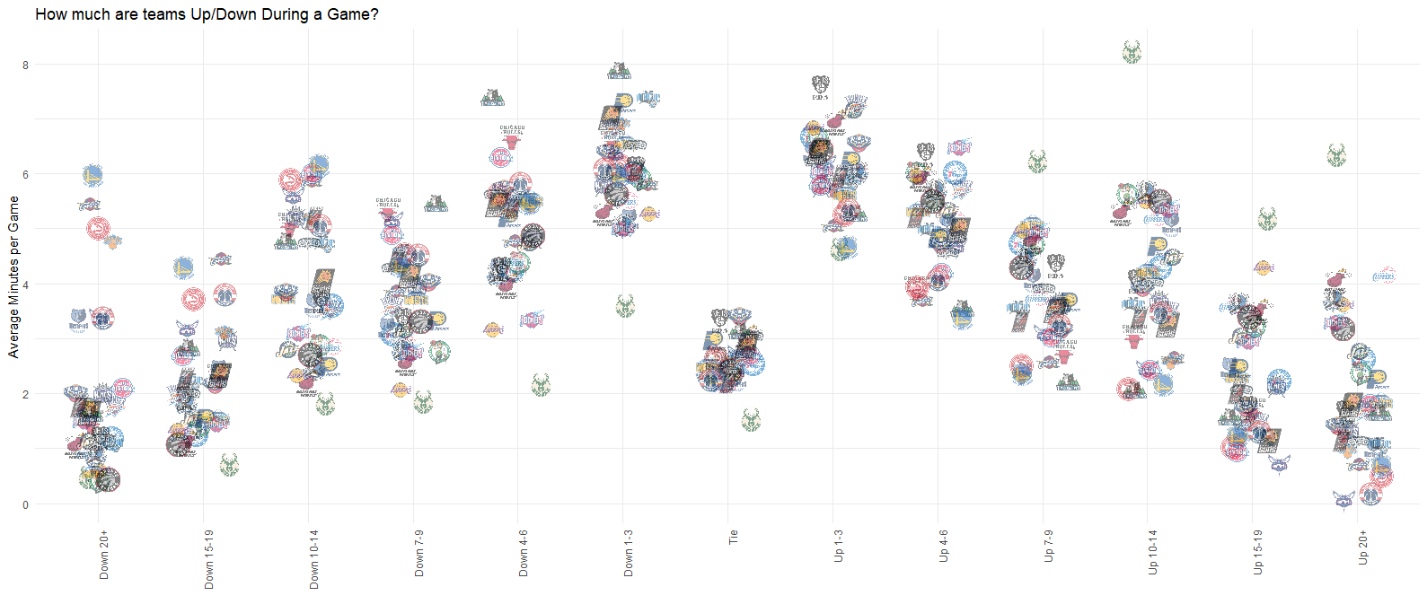 How much are teams Up/Down During a Game?
Average Minutes per Game
8
6
4
2
0
Down 20+
Down 15-19
Down 10-14
Down 7-9
Down 4-6
Down 1-3
Tie
Up 1-3
Up 4-6
Up 7-9
Up 10-14
Up 15-19
Up 20+